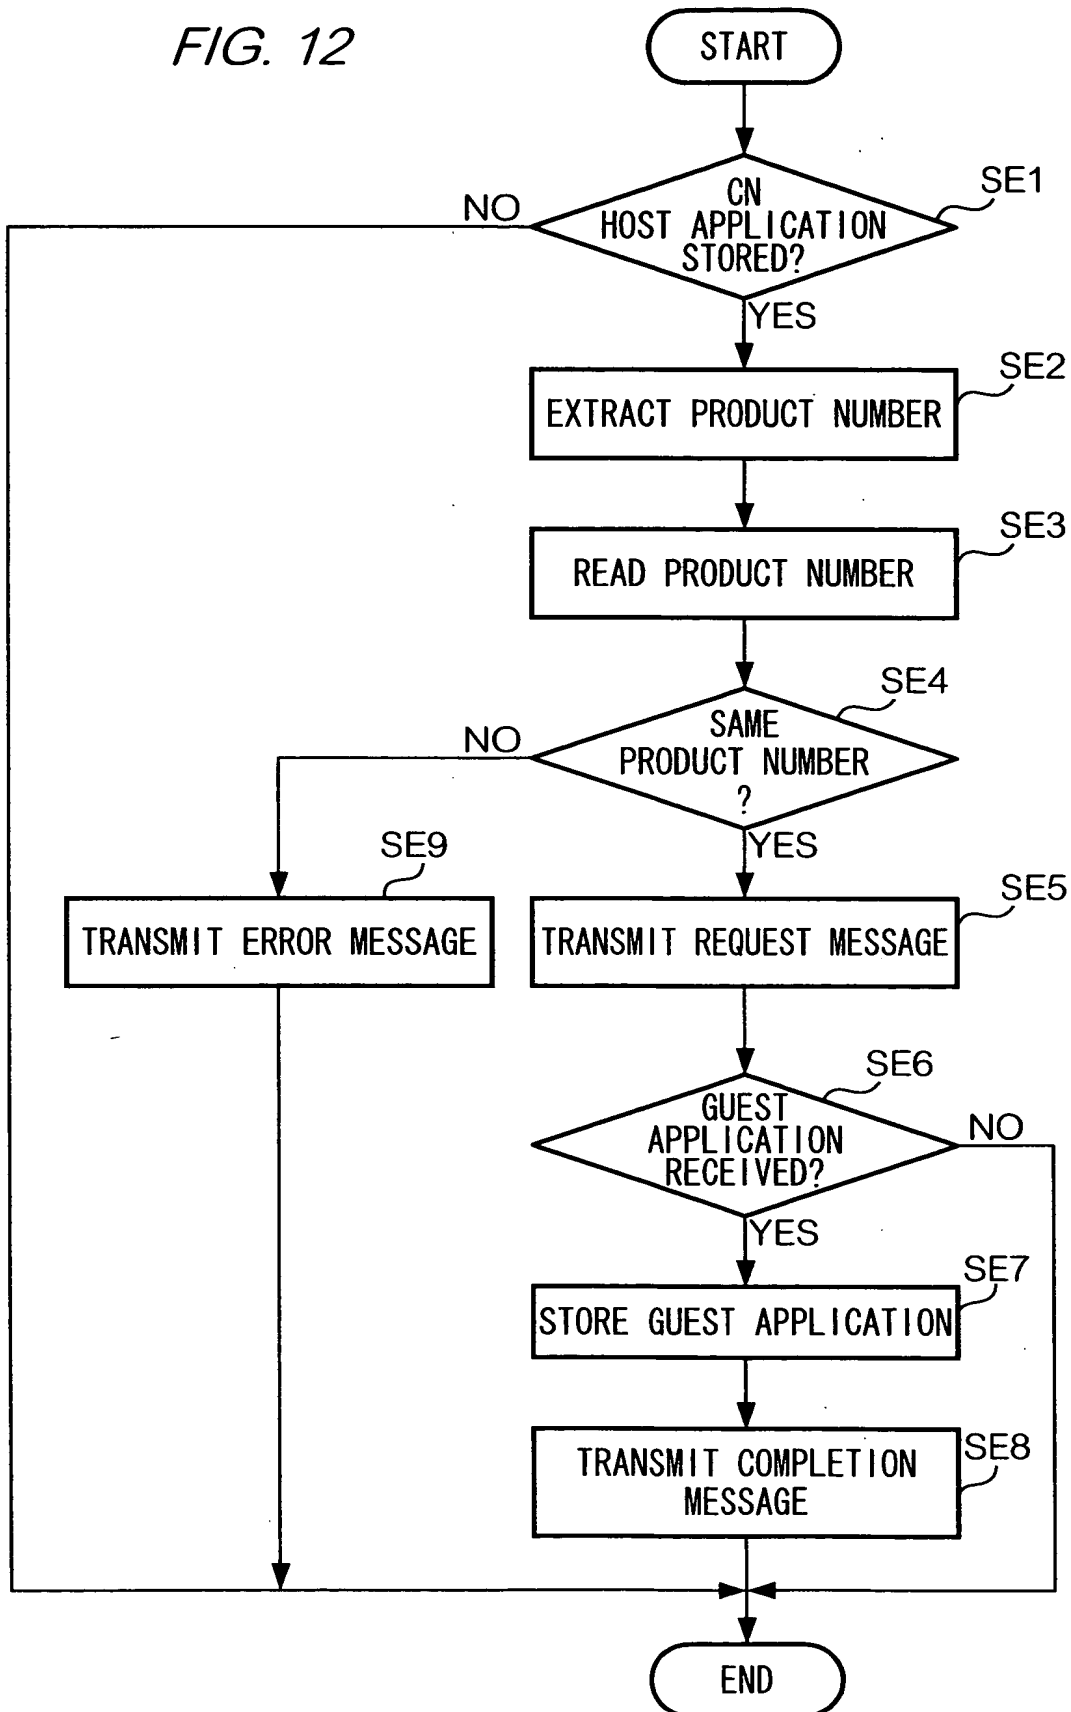 FIG. 12
START
CN
HOST APPLICATION
STORED?
SE1
NO
YES
SE2
EXTRACT PRODUCT NUMBER
SE3
READ PRODUCT NUMBER
SE4
SAME
PRODUCT NUMBER
?
NO
YES
SE9
TRANSMIT ERROR MESSAGE
SE5
TRANSMIT REQUEST MESSAGE
SE6
GUEST
APPLICATION
RECEIVED?
NO
YES
SE7
STORE GUEST APPLICATION
SE8
TRANSMIT COMPLETION
MESSAGE
END